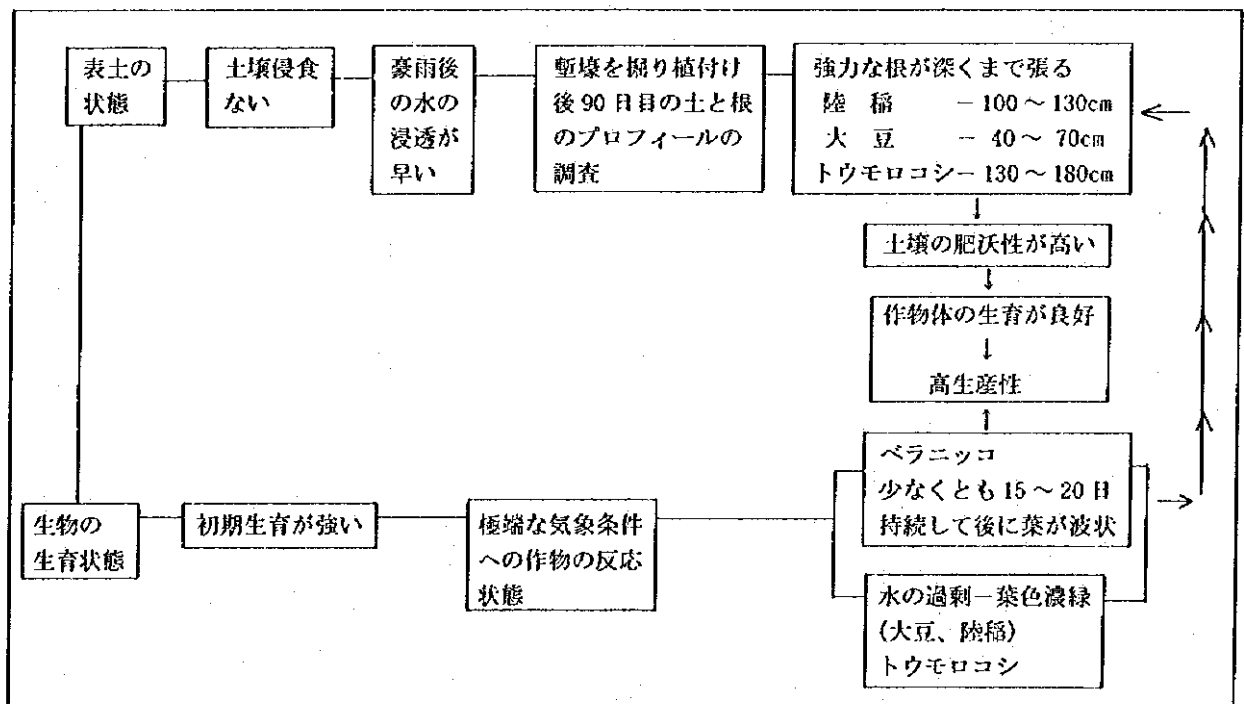 表土の
状態
土壌侵食
ない
豪雨後
の水の
浸透が
早い
塹壕を掘り植付け
後90日目の土と根
のプロフィールの
調査
強力な根が深くまで張る
陸 稲 －100～130cm
大 豆 －40～70cm
トウモロコシ－130～180cm
土壌の肥沃性が高い
作物体の生育が良好
↓
高生産性
生物の
生育状態
初期生育が強い
極端な気象条件
への作物の反応
状態
ベラニッコ
少なくとも15～20日
持続して後に葉が波状
水の過剰－葉色濃緑
(大豆、陸稲)
トウモロコシ